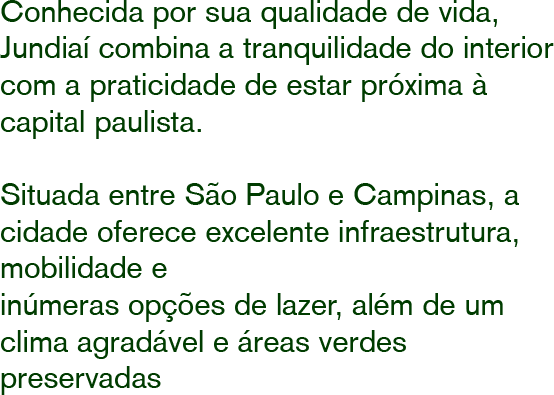 Conhecida por sua qualidade de vida,
Jundiaí combina a tranquilidade do interior
com a praticidade de estar próxima à
capital paulista.

Situada entre São Paulo e Campinas, a
cidade oferece excelente infraestrutura,
mobilidade e
inúmeras opções de lazer, além de um
clima agradável e áreas verdes
preservadas